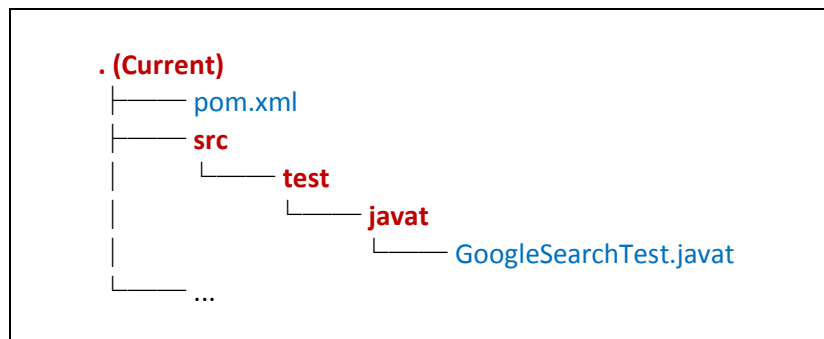 . (Current)
pom.xml
src
test
javat
GoogleSearchTest.javat
...